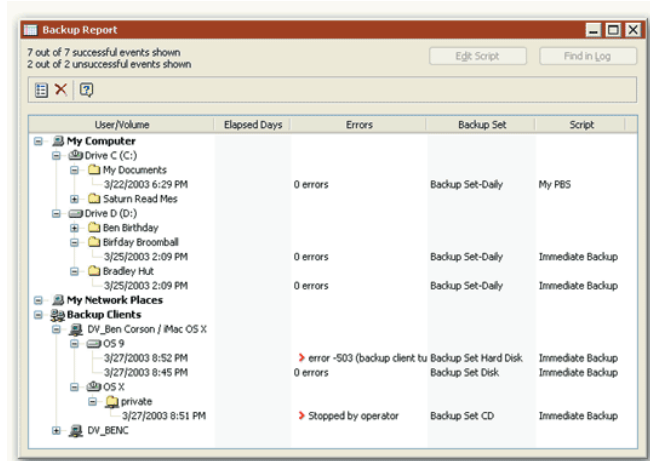 Backup Report
7 out of 7 successful events shown
2 out of 2 unsuccessful events shown
Edit Script
Find in Log
User/Volume Elapsed Days Errors Backup Set Script
My Computer
Drive C (C:)
My Documents
3/22/2003 6:29 PM 0 errors Backup Set-Daily My PBS
Saturn Read Mes
Drive D (D:)
Ben Birthday
Birfday Broomball
3/25/2003 2:09 PM 0 errors Backup Set-Daily Immediate Backup
Bradley Hut
3/25/2003 2:09 PM 0 errors Backup Set-Daily Immediate Backup
My Network Places
Backup Clients
DV_Ben Corson / iMac OS X
OS 9
3/27/2003 8:52 PM error -503 (backup client tu Backup Set Hard Disk Immediate Backup
3/27/2003 8:45 PM 0 errors Backup Set Disk Immediate Backup
OS X
private
3/27/2003 8:51 PM Stopped by operator Backup Set CD Immediate Backup
DV_BENC